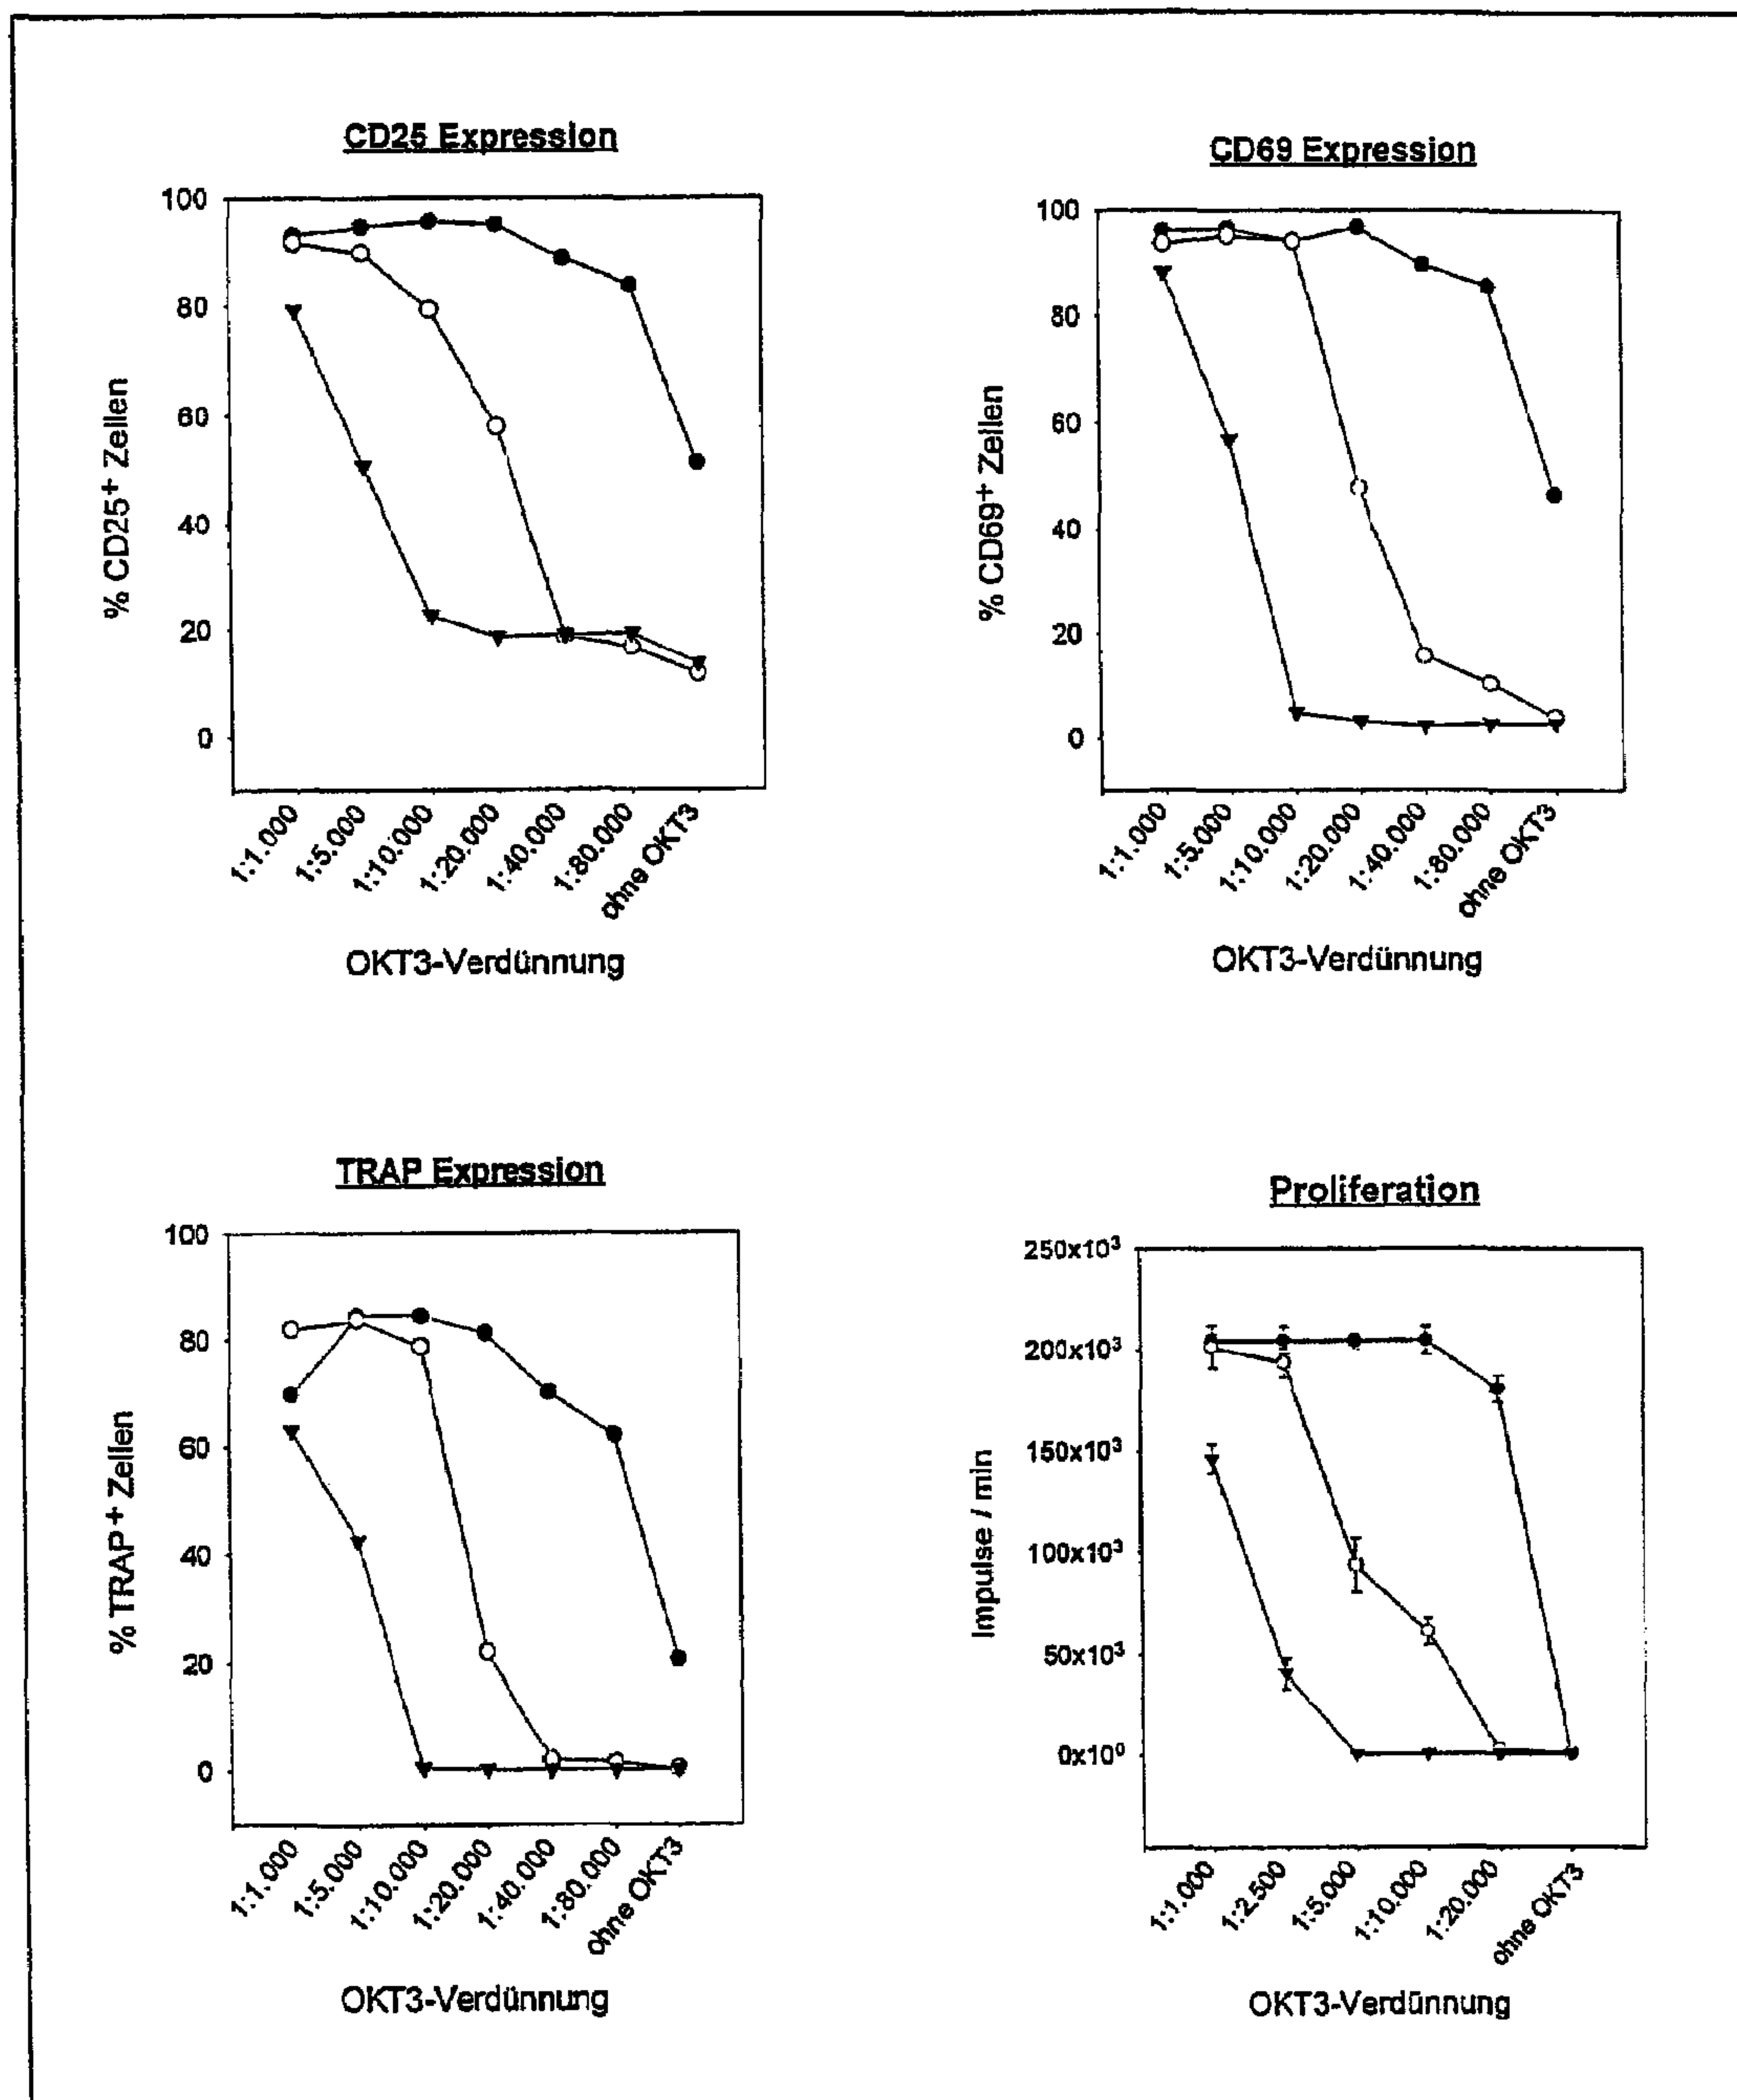 CD25 Expression
% CD25⁺ Zellen
100
80
60
40
20
0
1:1.000
1:5.000
1:10.000
1:20.000
1:40.000
1:80.000
ohne OKT3
OKT3-Verdünnung
CD69 Expression
% CD69⁺ Zellen
100
80
60
40
20
0
1:1.000
1:5.000
1:10.000
1:20.000
1:40.000
1:80.000
ohne OKT3
OKT3-Verdünnung
TRAP Expression
% TRAP⁺ Zellen
100
80
60
40
20
0
1:1.000
1:5.000
1:10.000
1:20.000
1:40.000
1:80.000
ohne OKT3
OKT3-Verdünnung
Proliferation
Impulse / min
250x10³
200x10³
150x10³
100x10³
50x10³
0x10⁰
1:1.000
1:2.500
1:5.000
1:10.000
1:20.000
ohne OKT3
OKT3-Verdünnung